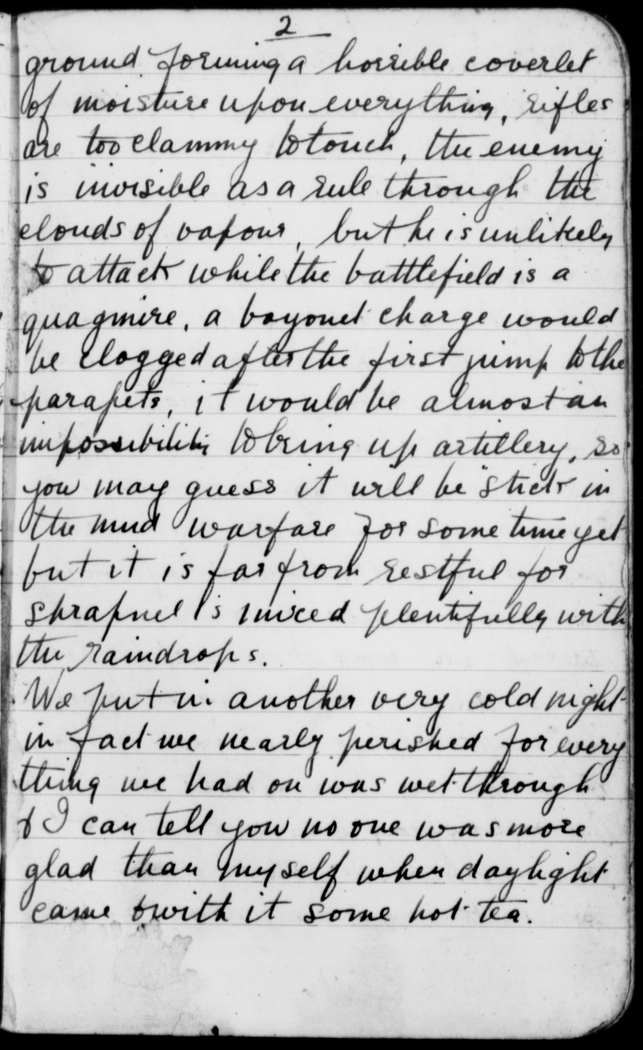 2
ground forming a horrible coverlet
of moisture upon everything, rifles
are too clammy to touch, the enemy
is invisible as a rule through the
clouds of vapour, but he is unlikely
to attack while the battlefield is a
quagmire, a bayonet charge would
be clogged after the first jump to the
parapets, it would be almost an
impossibility to bring up artillery, so
you may guess it will be "stick in
the mud warfare for some time yet
but it is far from restful for
shrapnel is mixed plentifully with
the raindrops.
We put in another very cold night
in fact we nearly perished for every
thing we had on was wet through
& I can tell you no one was more
glad than myself when daylight
came & with it some hot tea.